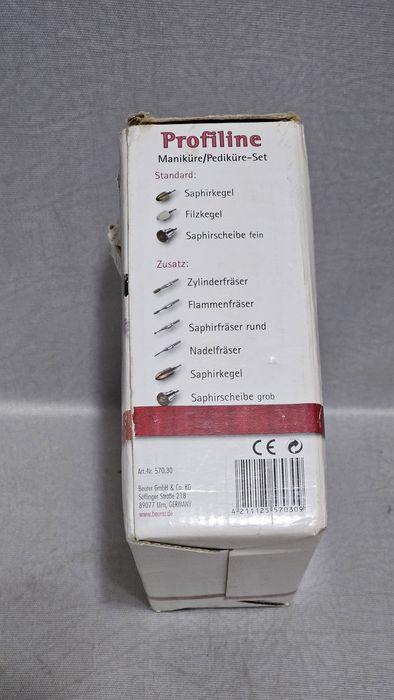 Profiline
Maniküre/Pediküre-Set
Standard:
Saphirkegel
Filzkegel
Saphirscheibe fein
Zusatz:
Zylinderfräser
Flammenfräser
Saphirfräser rund
Nadelfräser
Saphirkegel
Saphirscheibe grob
CE
Art.-Nr. 570.30
Beurer GmbH & Co. KG
Söflinger Straße 218
89077 Ulm, GERMANY
www.beurer.de
4 211125 570309